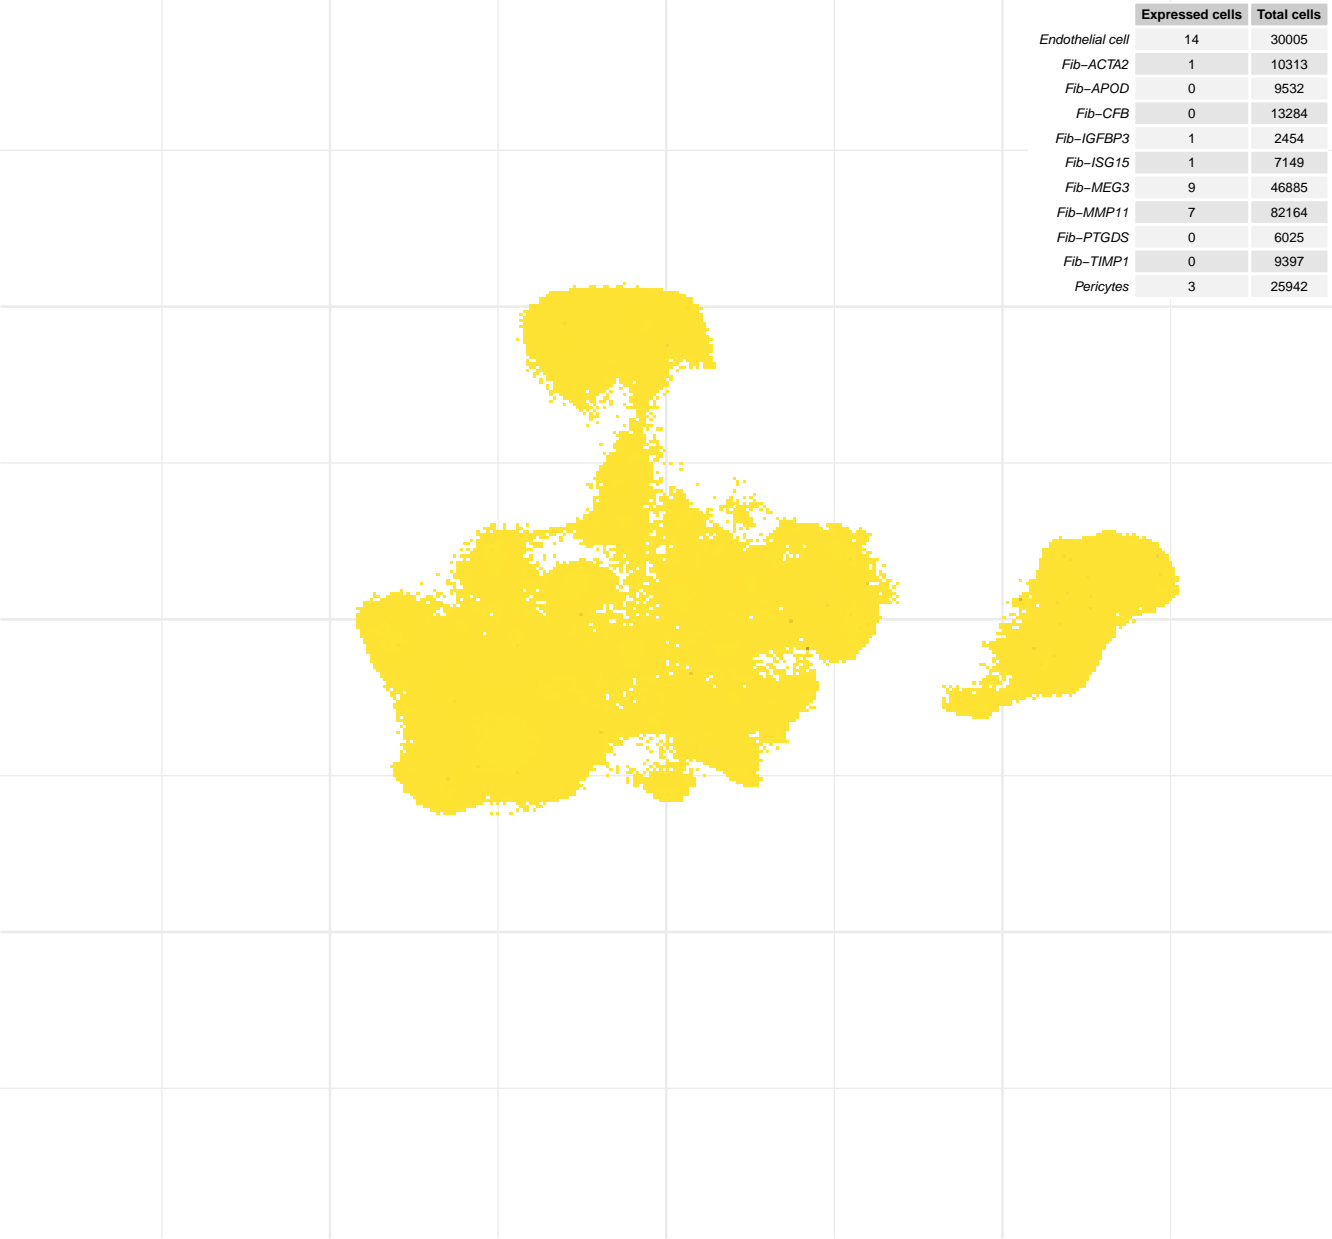 Expressed cells Total cells
Endothelial cell 14 30005
Fib−ACTA2 1 10313
Fib−APOD 0 9532
Fib−CFB 0 13284
Fib−IGFBP3 1 2454
Fib−ISG15 1 7149
Fib−MEG3 9 46885
Fib−MMP11 7 82164
Fib−PTGDS 0 6025
Fib−TIMP1 0 9397
Pericytes 3 25942